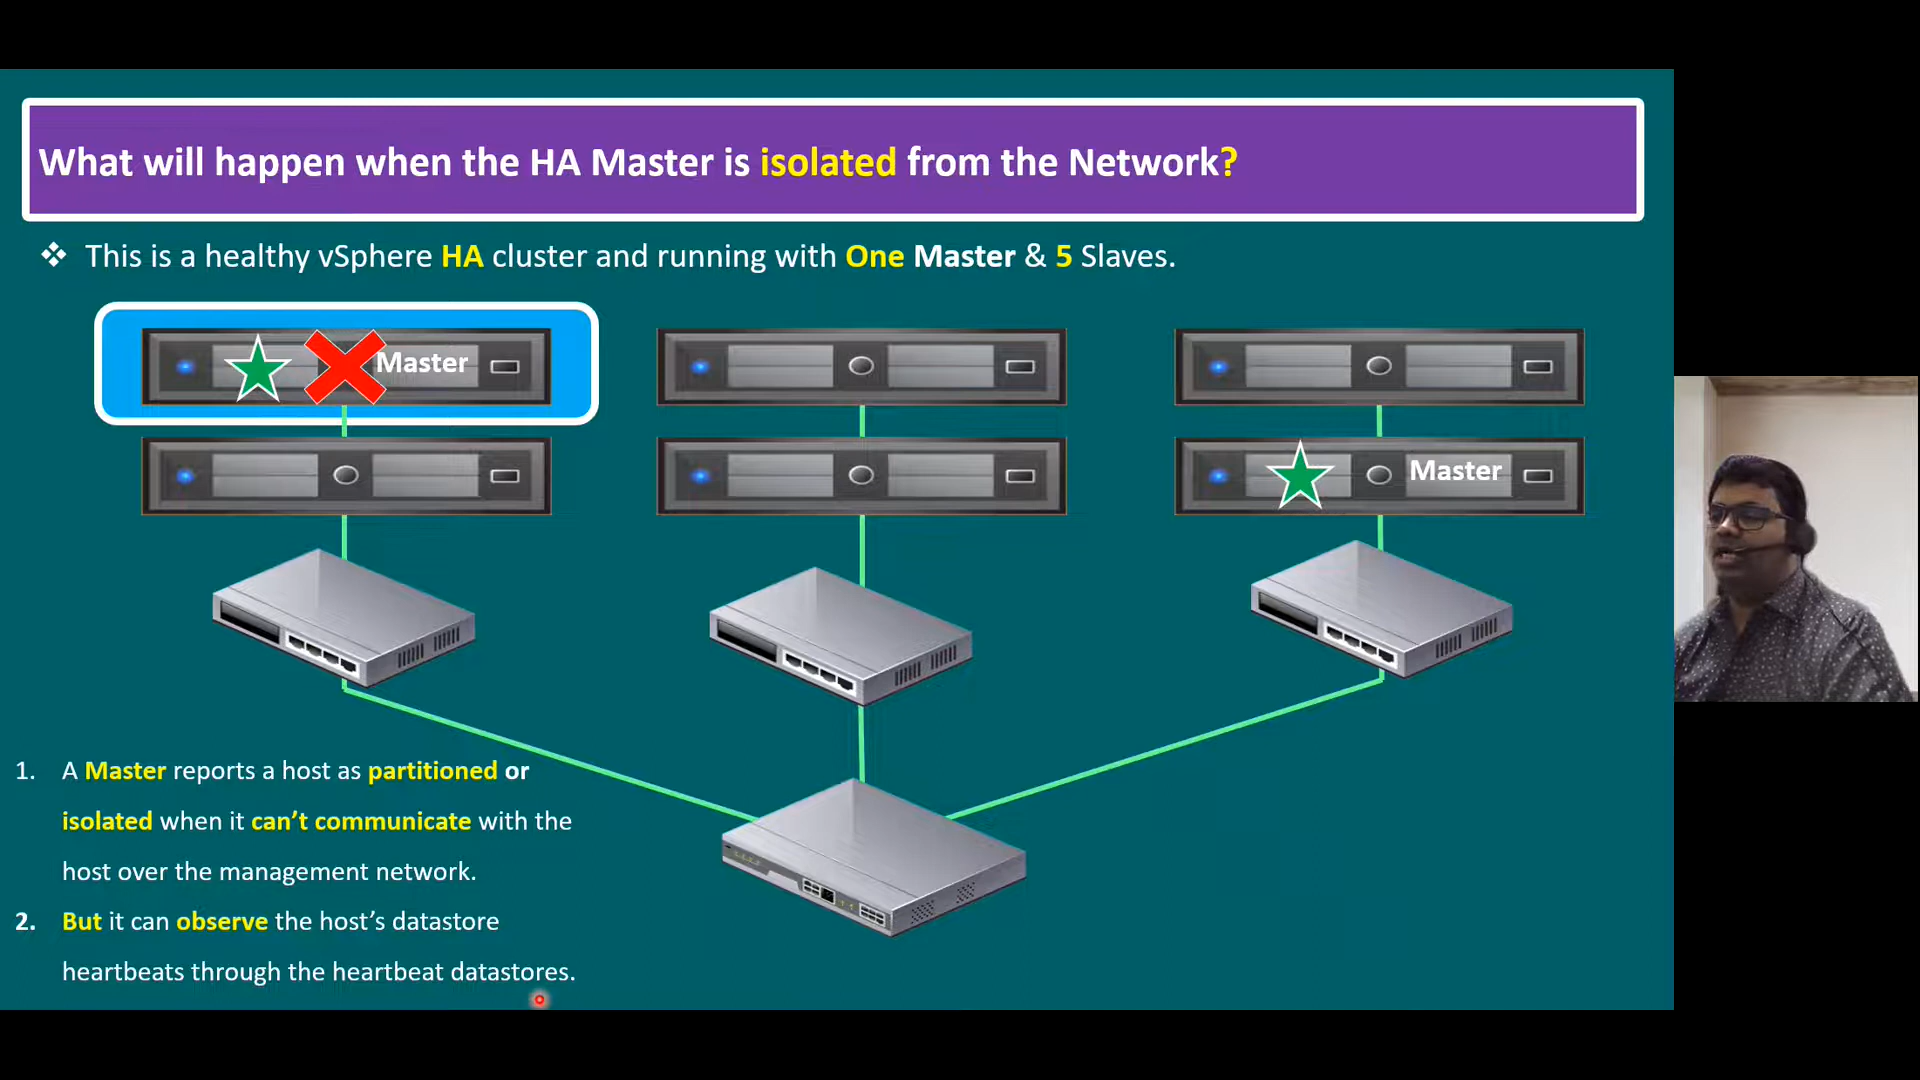 What will happen when the HA Master is isolated from the Network?
❖ This is a healthy vSphere HA cluster and running with One Master & 5 Slaves.
Master
Master
1. A Master reports a host as partitioned or
isolated when it can't communicate with the
host over the management network.
2. But it can observe the host's datastore
heartbeats through the heartbeat datastores.